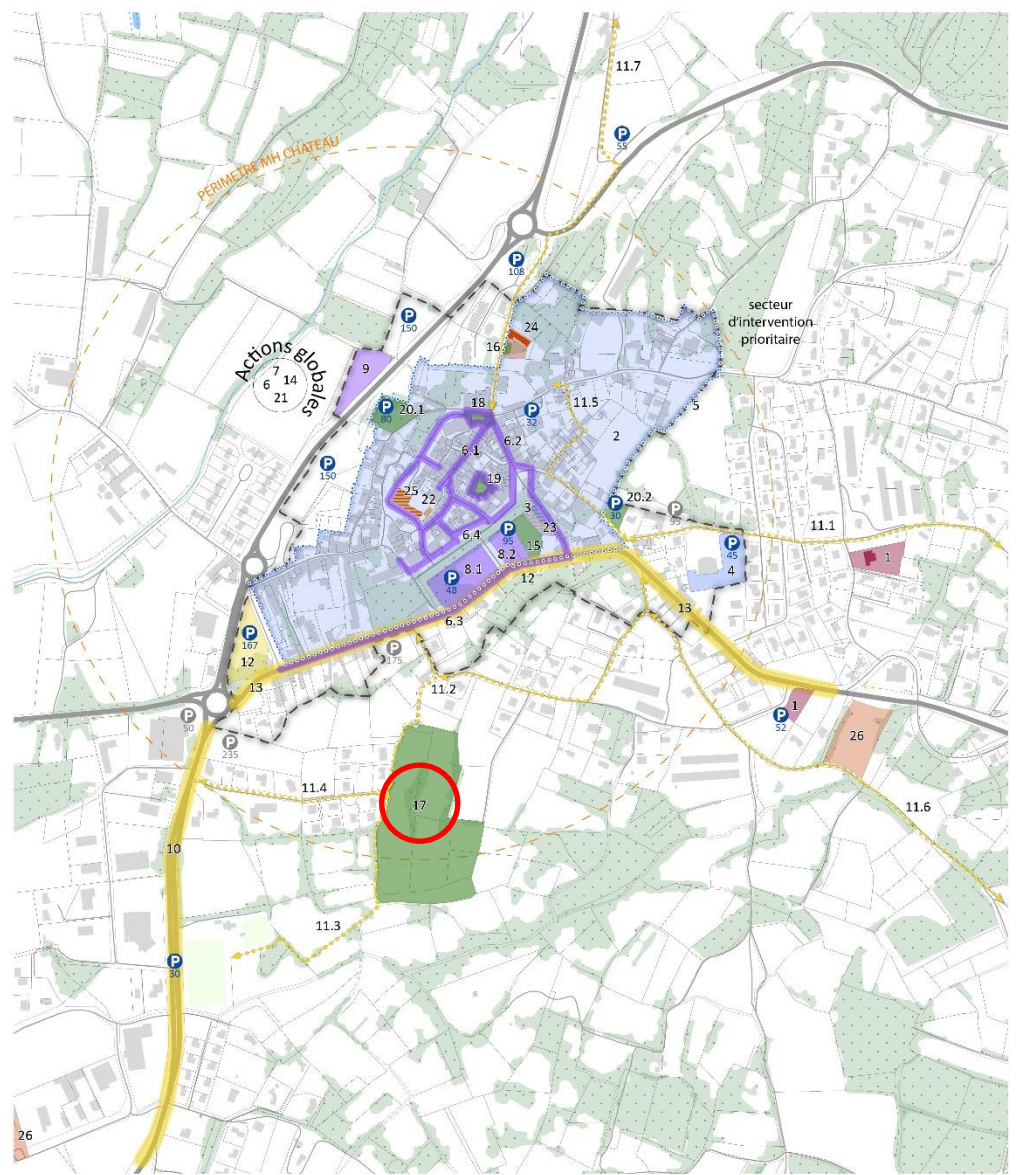 11.7
P
55
PÉRIMETRE MH CHATEAU
P
108
secteur
d'intervention
prioritaire
P
150
24
16
Actions globales
7
6 14
21
9
P
80
20.1
18
P
32
11.5
2
5
6.1
6.2
P
150
19
25
22
3
20.2
P
30
P
95
11.1
23
P
95
6.4
15
8.2
P
45
4
1
8.1
P
48
12
6.3
13
P
167
12
P
175
13
11.2
1
P
52
P
50
P
235
26
11.4
17
11.6
10
11.3
P
30
26